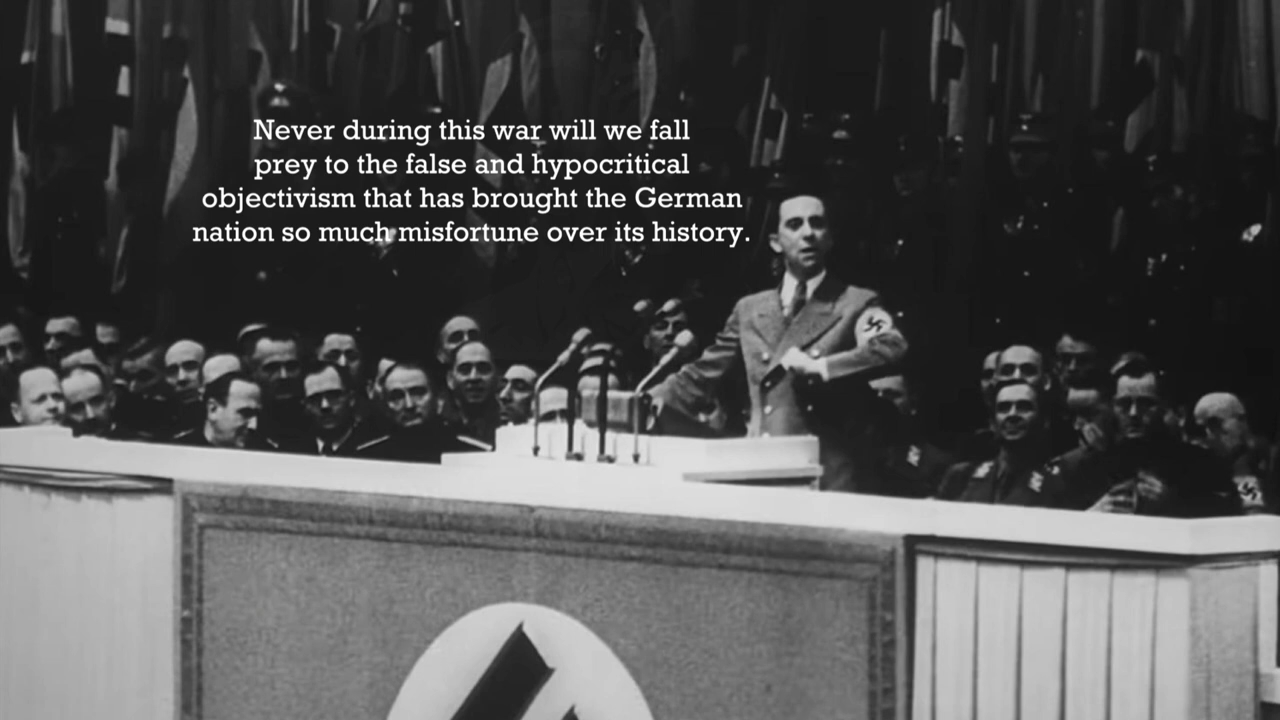 Never during this war will we fall
prey to the false and hypocritical
objectivism that has brought the German
nation so much misfortune over its history.